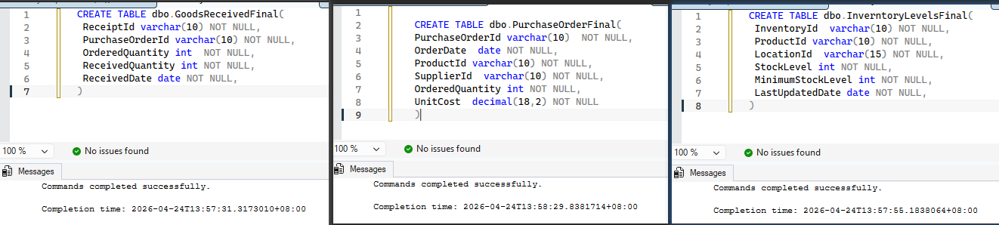 1 CREATE TABLE dbo.GoodsReceivedFinal(
2 ReceiptId varchar(10) NOT NULL,
3 PurchaseOrderId varchar(10) NOT NULL,
4 OrderedQuantity int  NOT NULL,
5 ReceivedQuantity int NOT NULL,
6 ReceivedDate date NOT NULL,
7 )
100 %
No issues found
Messages
Commands completed successfully.
Completion time: 2026-04-24T13:57:31.3173010+08:00
1
2 CREATE TABLE dbo.PurchaseOrderFinal(
3 PurchaseOrderId varchar(10)  NOT NULL,
4 OrderDate  date NOT NULL,
5 ProductId varchar(10) NOT NULL,
6 SupplierId  varchar(10) NOT NULL,
7 OrderedQuantity int NOT NULL,
8 UnitCost  decimal(18,2) NOT NULL
9 )
100 %
No issues found
Messages
Commands completed successfully.
Completion time: 2026-04-24T13:58:29.8381714+08:00
1 CREATE TABLE dbo.InverntoryLevelsFinal(
2 InventoryId  varchar(10) NOT NULL,
3 ProductId varchar(10) NOT NULL,
4 LocationId  varchar(15) NOT NULL,
5 StockLevel int NOT NULL,
6 MinimumStockLevel int NOT NULL,
7 LastUpdatedDate date NOT NULL,
8 )
100 %
No issues found
Messages
Commands completed successfully.
Completion time: 2026-04-24T13:57:55.1838064+08:00